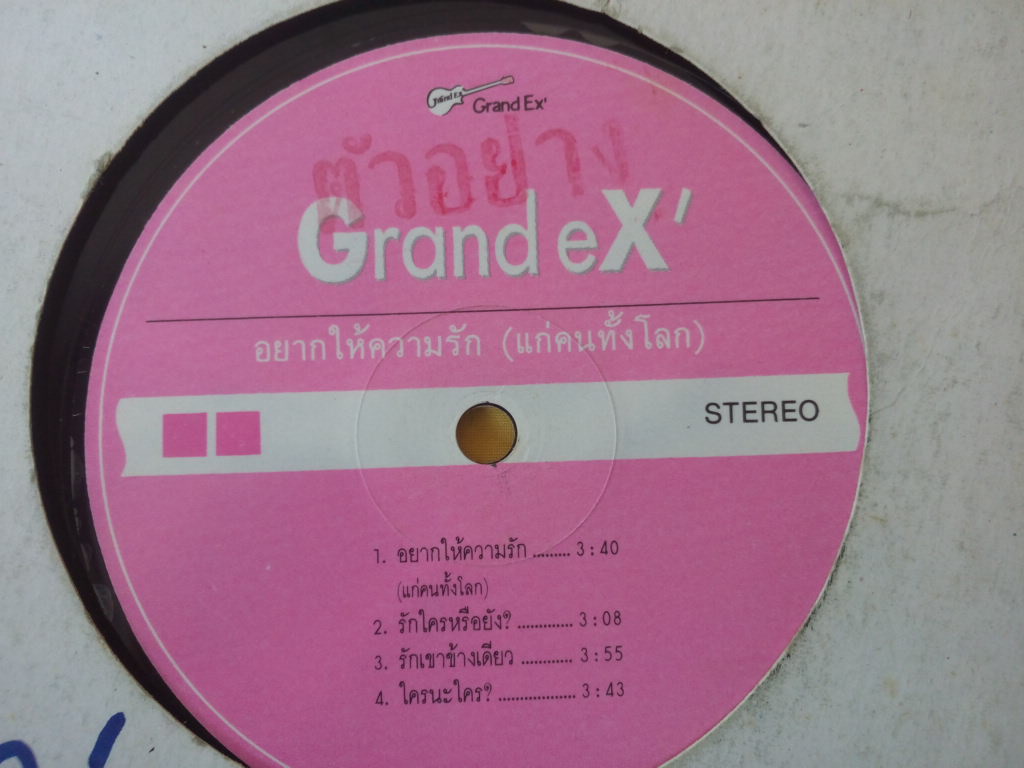 Grand Ex'
ตัวอย่าง
Grand eX'
อยากให้ความรัก (แก่คนทั้งโลก)
STEREO
1. อยากให้ความรัก ......... 3:40
(แก่คนทั้งโลก)
2. รักใครหรือยัง? ............. 3:08
3. รักเขาข้างเดียว ............ 3:55
4. ใครนะใคร? .................. 3:43